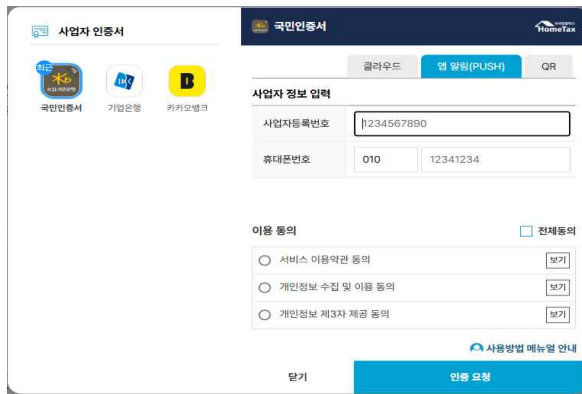 사업자 인증서
최근
KB국민은행
국민인증서
IBK
기업은행
B
카카오뱅크
국민인증서
HomeTax
클라우드
앱 알림(PUSH)
QR
사업자 정보 입력
사업자등록번호
1234567890
휴대폰번호
010
12341234
이용 동의
전체동의
서비스 이용약관 동의
보기
개인정보 수집 및 이용 동의
보기
개인정보 제3자 제공 동의
보기
사용방법 메뉴얼 안내
닫기
인증 요청